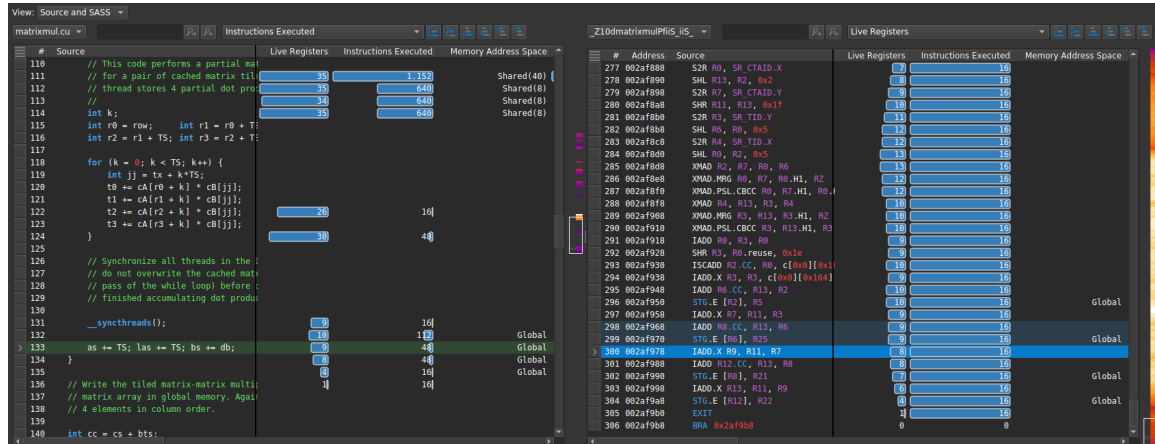 View: Source and SASS
matrixmul.cu Instructions Executed
# Source Live Registers Instructions Executed Memory Address Space
110 // This code performs a partial mat
111 // for a pair of cached matrix til 35 1.152 Shared(40)
112 // thread stores 4 partial dot pro 35 640 Shared(8)
113 // 34 640 Shared(8)
114 int k; 35 640 Shared(8)
115 int r0 = row; int r1 = r0 + TS
116 int r2 = r1 + TS; int r3 = r2 + TS
117
118 for (k = 0; k < TS; k++) {
119 int jj = tx + k*TS;
120 t0 += cA[r0 + k] * cB[jj];
121 t1 += cA[r1 + k] * cB[jj];
122 t2 += cA[r2 + k] * cB[jj]; 26 16
123 t3 += cA[r3 + k] * cB[jj];
124 } 30 48
125
126 // Synchronize all threads in the
127 // do not overwrite the cached mat
128 // pass of the while loop) before
129 // finished accumulating dot produc
130
131 __syncthreads(); 9 16
132 10 112 Global
133 as += TS; las += TS; bs += db; 9 48 Global
134 } 8 48 Global
135 4 16 Global
136 // Write the tiled matrix-matrix multip 1 16
137 // matrix array in global memory. Agai
138 // 4 elements in column order.
139
140 int cc = cs + bts;
_Z10dmatrixmulPfiiS_iiS_ Live Registers
# Address Source Live Registers Instructions Executed Memory Address Space
277 002af888 S2R R0, SR_CTAID.X 7 16
278 002af890 SHL R13, R2, 0x2 8 16
279 002af898 S2R R7, SR_CTAID.Y 9 16
280 002af8a8 SHR R11, R13, 0x1f 10 16
281 002af8b0 S2R R3, SR_TID.Y 11 16
282 002af8b8 SHL R6, R0, 0x5 12 16
283 002af8c8 S2R R4, SR_TID.X 12 16
284 002af8d0 SHL R0, R2, 0x5 13 16
285 002af8d8 XMAD R2, R7, R0, R6 13 16
286 002af8e8 XMAD.MRG R0, R7, R0.H1, RZ 12 16
287 002af8f0 XMAD.PSL.CBCC R0, R7.H1, R0. 10 16
288 002af8f8 XMAD R4, R13, R3, R4 10 16
289 002af908 XMAD.MRG R3, R13, R3.H1, RZ 10 16
290 002af910 XMAD.PSL.CBCC R3, R13.H1, R3 10 16
291 002af918 IADD R0, R3, R0 9 16
292 002af928 SHR R3, R0.reuse, 0x1e 9 16
293 002af930 ISCADD R2.CC, R0, c[0x0][0x1 10 16
294 002af938 IADD.X R3, R3, c[0x0][0x164] 9 16
295 002af948 IADD R6.CC, R13, R2 10 16
296 002af950 STG.E [R2], R5 10 16 Global
297 002af958 IADD.X R7, R11, R3 9 16
298 002af968 IADD R8.CC, R13, R6 9 16
299 002af970 STG.E [R6], R25 9 16 Global
300 002af978 IADD.X R9, R11, R7 8 16
301 002af988 IADD R12.CC, R13, R8 8 16
302 002af990 STG.E [R8], R21 7 16 Global
303 002af998 IADD.X R13, R11, R9 6 16
304 002af9a8 STG.E [R12], R22 4 16 Global
305 002af9b0 EXIT 1 16
306 002af9b8 BRA 0x2af9b8 0 0